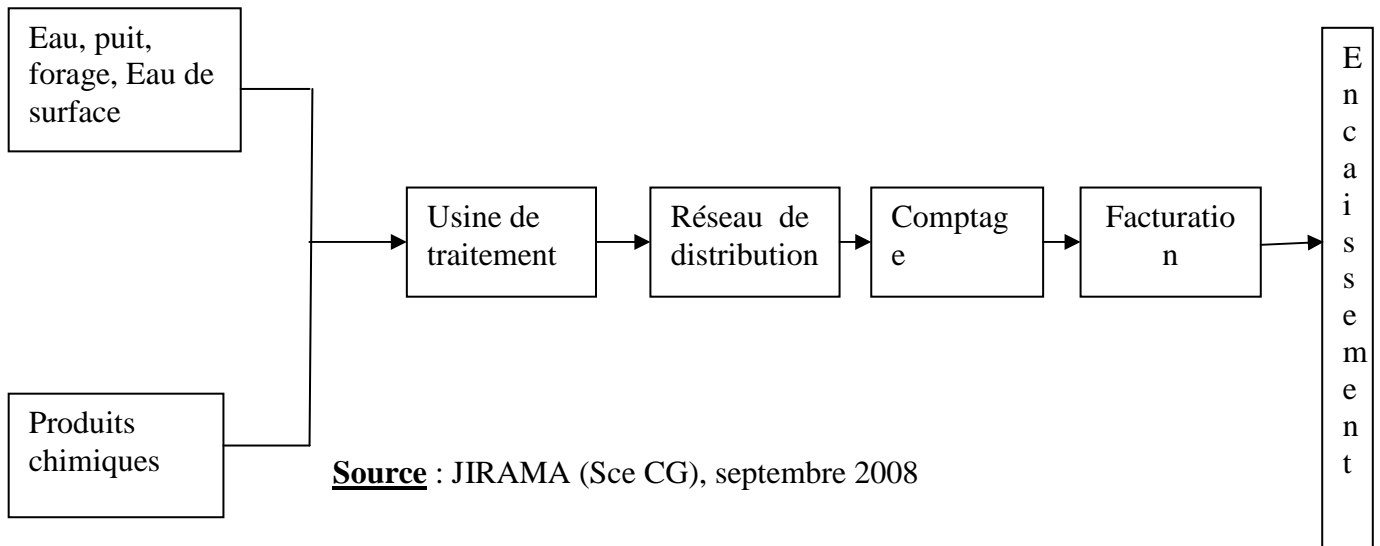 Eau, puit,
forage, Eau de
surface
Produits
chimiques
Usine de
traitement
Réseau de
distribution
Comptag
e
Facturatio
n
E
n
c
a
i
s
s
e
m
e
n
t
Source : JIRAMA (Sce CG), septembre 2008